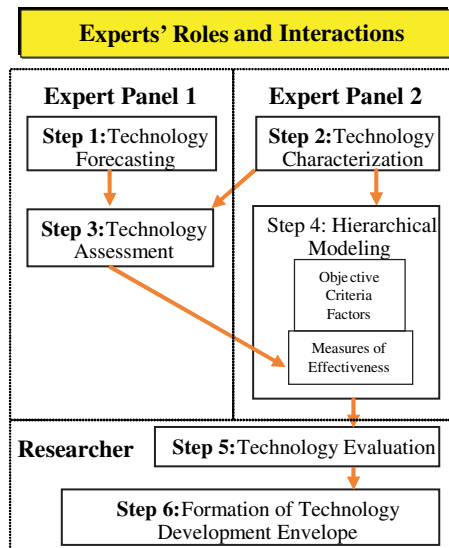 Experts' Roles and Interactions
Expert Panel 1
Expert Panel 2
Step 1:Technology
Forecasting
Step 2:Technology
Characterization
Step 3:Technology
Assessment
Step 4: Hierarchical
Modeling
Objective
Criteria
Factors
Measures of
Effectiveness
Researcher
Step 5:Technology Evaluation
Step 6:Formation of Technology
Development Envelope